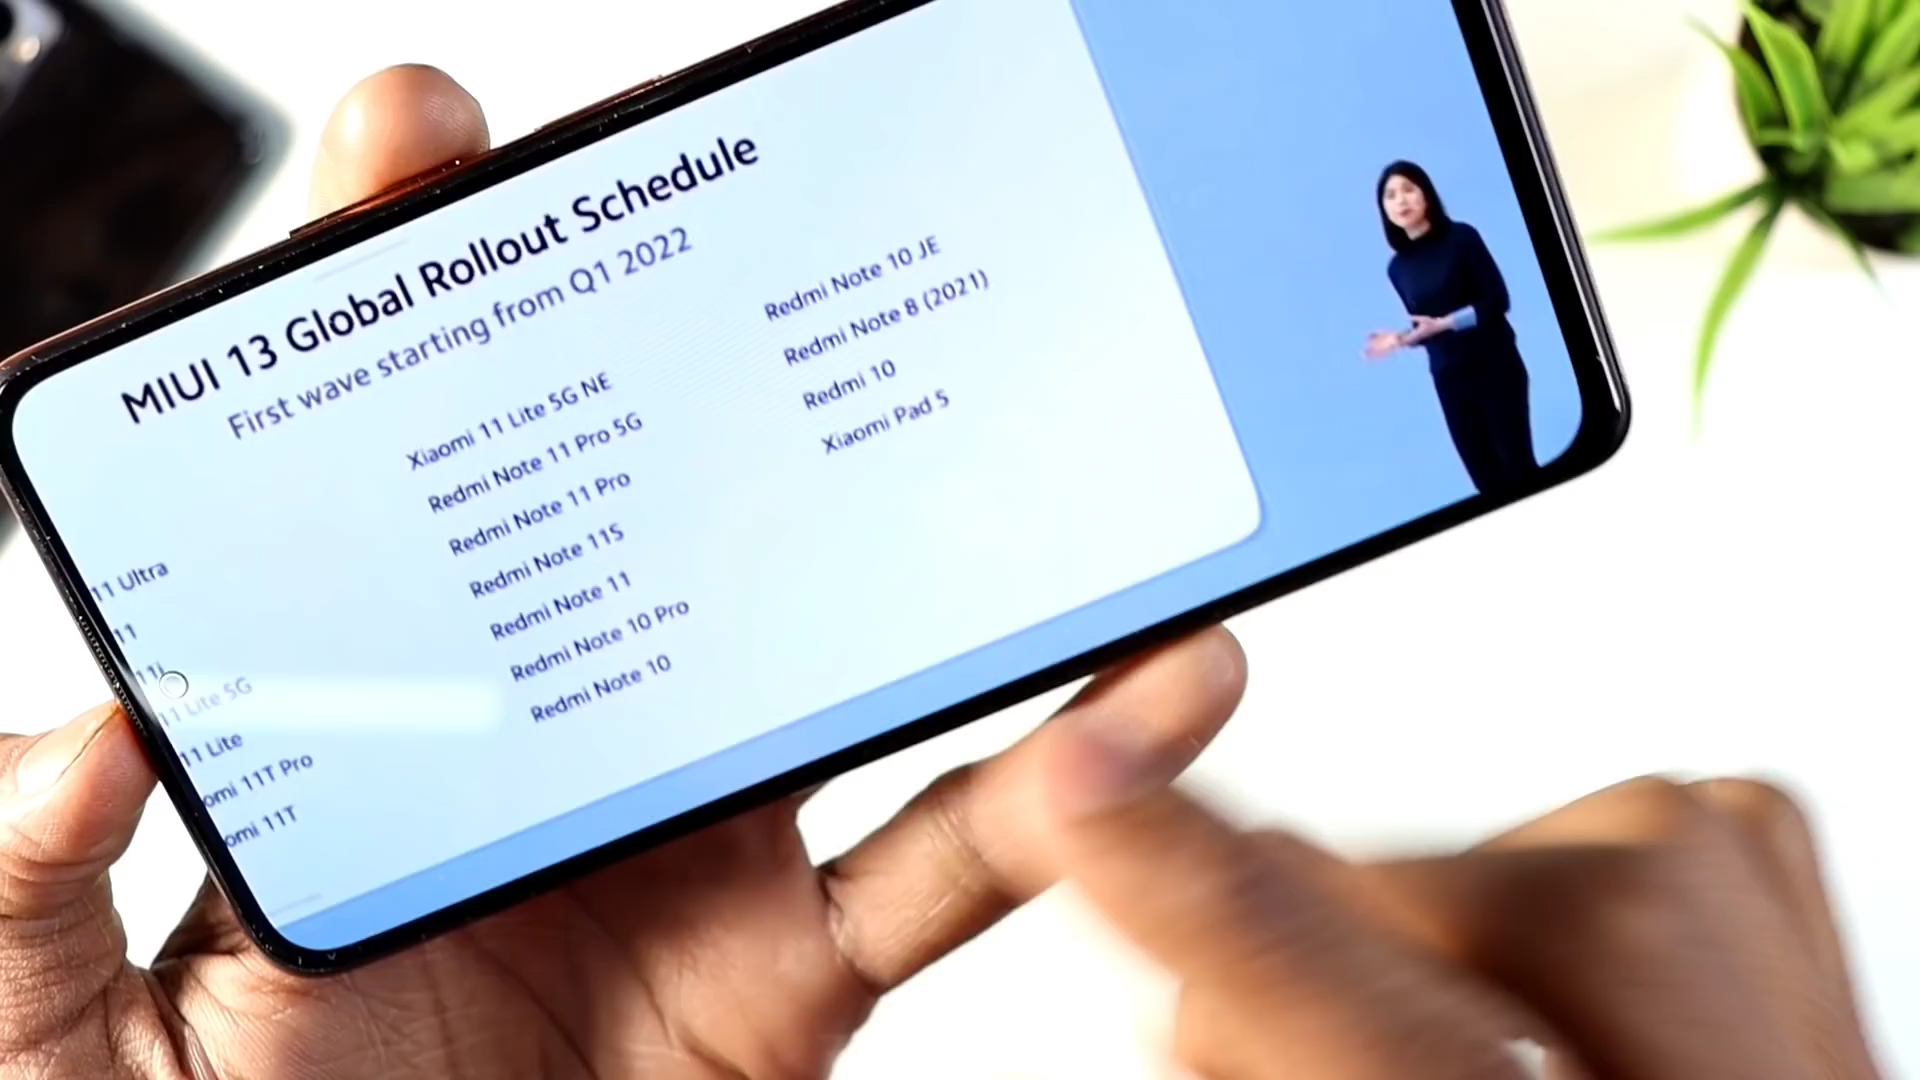 MIUI 13 Global Rollout Schedule
First wave starting from Q1 2022
11 Ultra
11
11i
11 Lite 5G
11 Lite
omi 11T Pro
omi 11T
Xiaomi 11 Lite 5G NE
Redmi Note 11 Pro 5G
Redmi Note 11 Pro
Redmi Note 11S
Redmi Note 11
Redmi Note 10 Pro
Redmi Note 10
Redmi Note 10 JE
Redmi Note 8 (2021)
Redmi 10
Xiaomi Pad 5